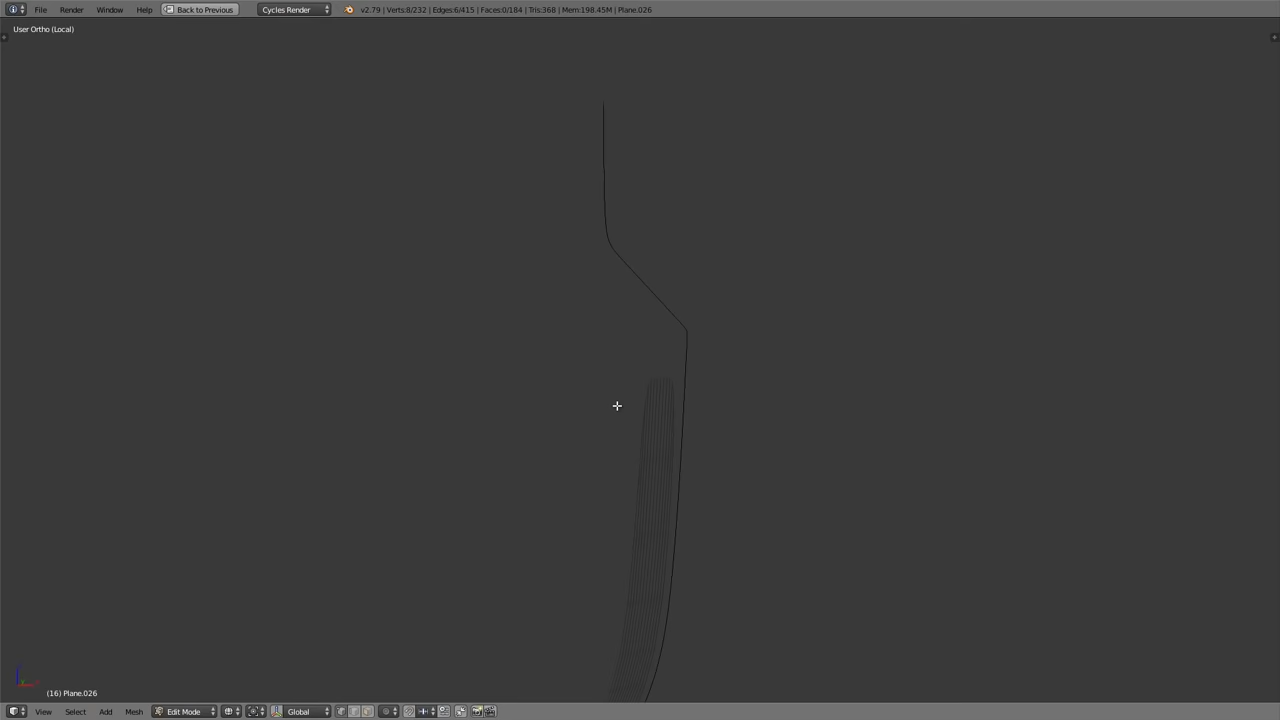 File Render Window Help Back to Previous Cycles Render v2.79 | Verts:8/232 | Edges:6/415 | Faces:0/184 | Tris:368 | Mem:198.45M | Plane.026
User Ortho (Local)
(16) Plane.026
View Select Add Mesh Edit Mode Global